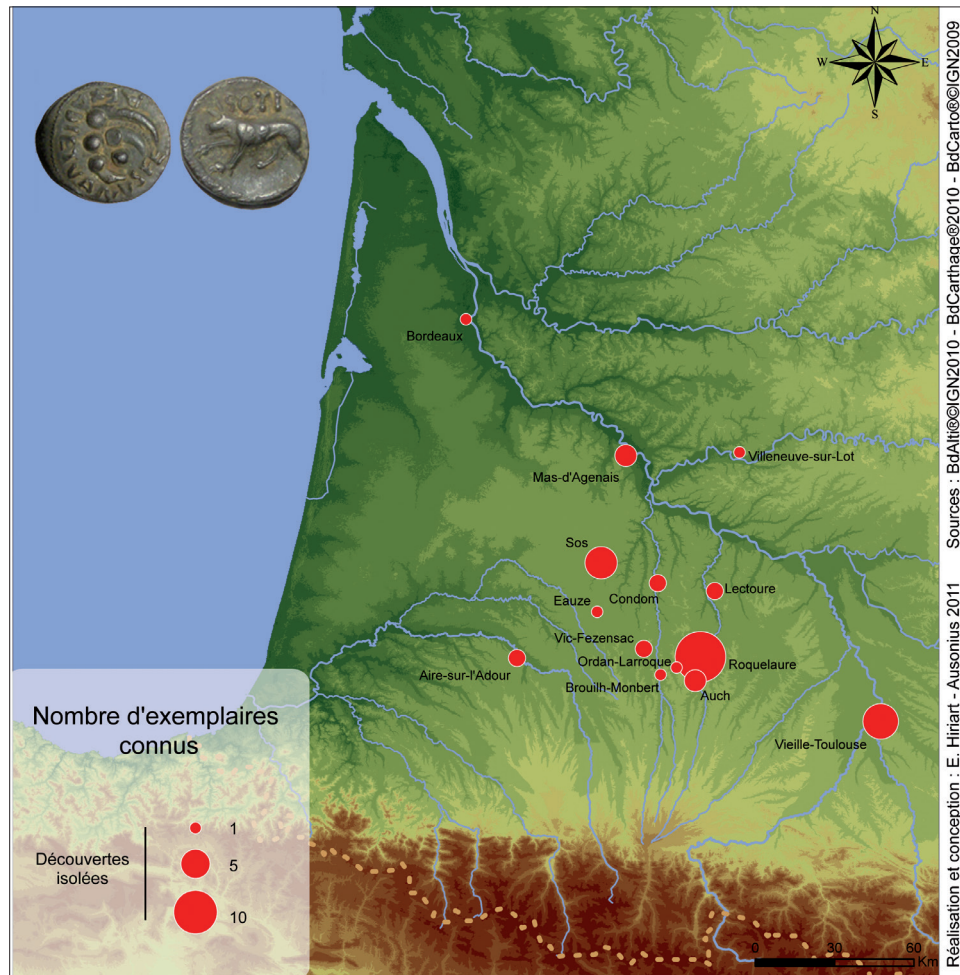 N
W
E
S
SOTI
Bordeaux
Mas-d'Agenais
Villeneuve-sur-Lot
Sos
Condom
Lectoure
Eauze
Vic-Fezensac
Ordan-Larroque
Roquelaure
Aire-sur-l'Adour
Brouilh-Monbert
Auch
Vieille-Toulouse
Nombre d'exemplaires
connus
Découvertes
isolées
1
5
10
0 30 60
Km
Réalisation et conception : E. Hiriart - Ausonius 2011 Sources : BdAlti®©IGN2010 - BdCarthage®2010 - BdCarto®©IGN2009